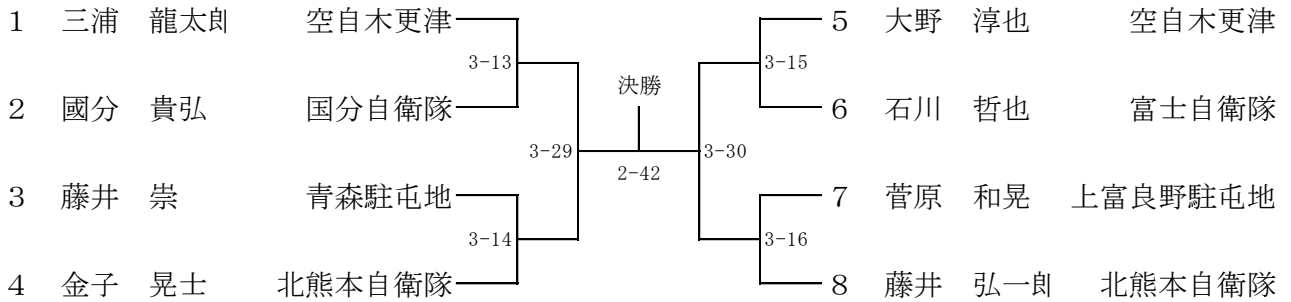 1 三浦 龍太郎 空自木更津
3-13
2 國分 貴弘 国分自衛隊
3-29
3 藤井 崇 青森駐屯地
3-14
4 金子 晃士 北熊本自衛隊
決勝
2-42
5 大野 淳也 空自木更津
3-15
6 石川 哲也 富士自衛隊
3-30
7 菅原 和晃 上富良野駐屯地
3-16
8 藤井 弘一郎 北熊本自衛隊